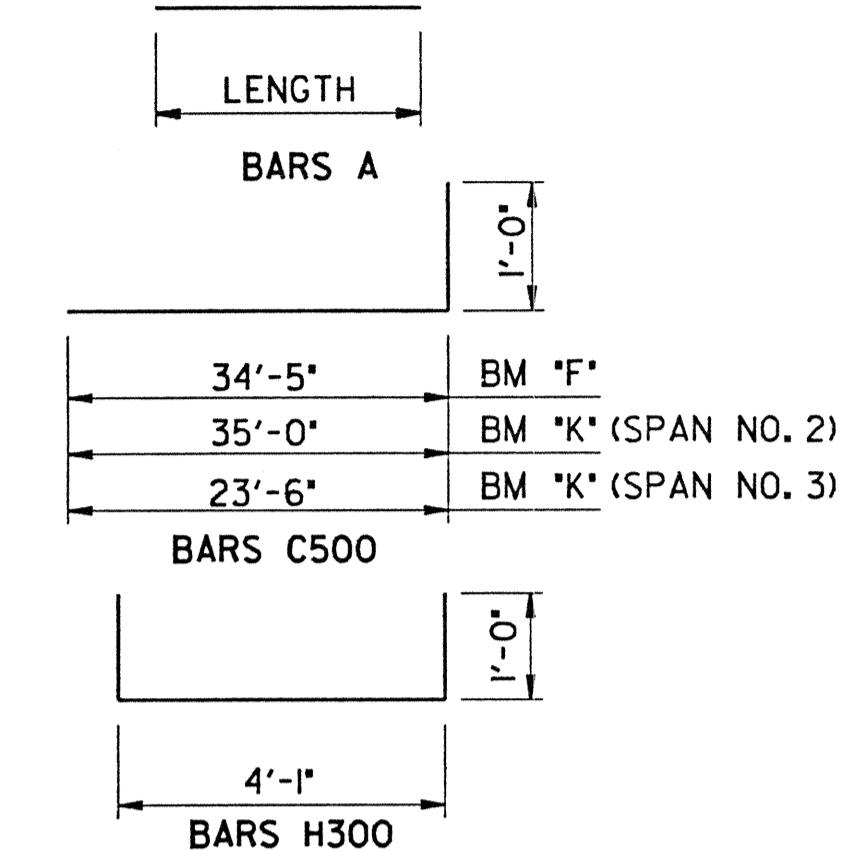 LENGTH
BARS A
1'-0"
34'-5" BM "F"
35'-0" BM "K" (SPAN NO. 2)
23'-6" BM "K" (SPAN NO. 3)
BARS C500
1'-0"
4'-1"
BARS H300